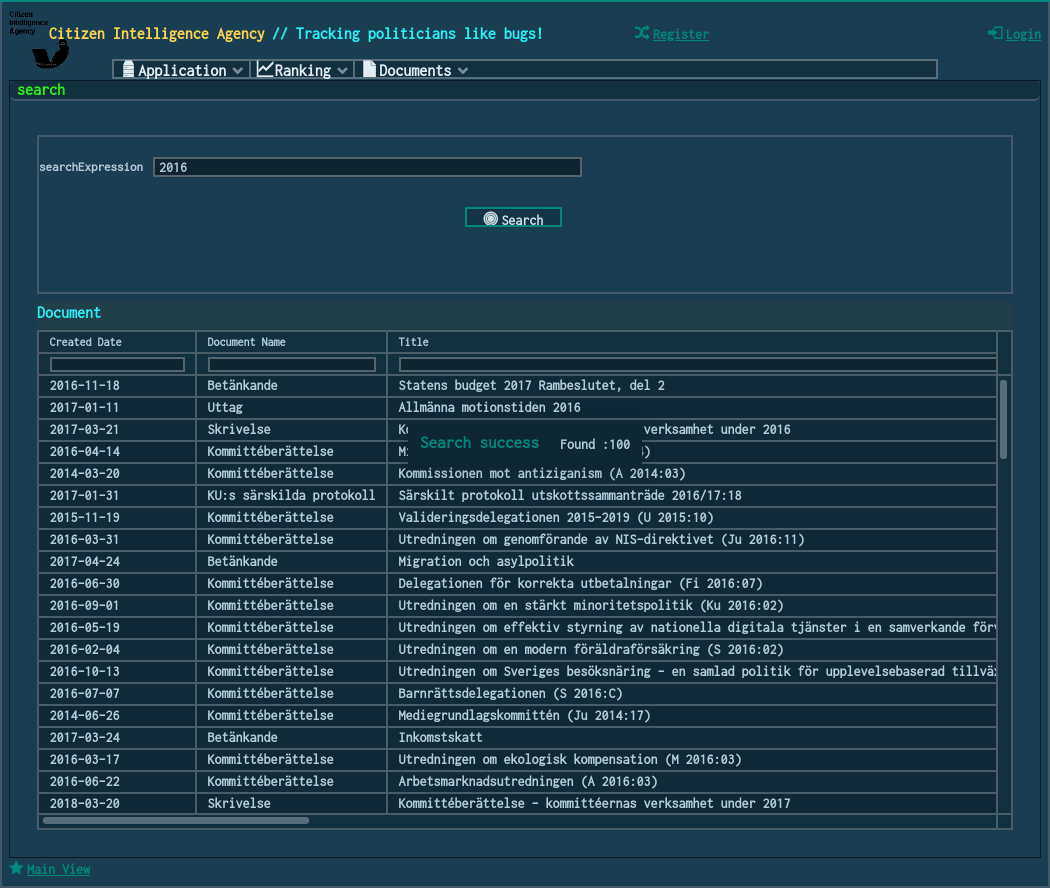 Citizen
Intelligence
Agency
Citizen Intelligence Agency // Tracking politicians like bugs!
Register
Login
Application
Ranking
Documents
search
searchExpression 2016
Search
Document
Created Date Document Name Title
2016-11-18 Betänkande Statens budget 2017 Rambeslutet, del 2
2017-01-11 Uttag Allmänna motionstiden 2016
2017-03-21 Skrivelse verksamhet under 2016
Search success Found :100
2016-04-14 Kommittéberättelse
2014-03-20 Kommittéberättelse Kommissionen mot antiziganism (A 2014:03)
2017-01-31 KU:s särskilda protokoll Särskilt protokoll utskottssammanträde 2016/17:18
2015-11-19 Kommittéberättelse Valideringsdelegationen 2015-2019 (U 2015:10)
2016-03-31 Kommittéberättelse Utredningen om genomförande av NIS-direktivet (Ju 2016:11)
2017-04-24 Betänkande Migration och asylpolitik
2016-06-30 Kommittéberättelse Delegationen för korrekta utbetalningar (Fi 2016:07)
2016-09-01 Kommittéberättelse Utredningen om en stärkt minoritetspolitik (Ku 2016:02)
2016-05-19 Kommittéberättelse Utredningen om effektiv styrning av nationella digitala tjänster i en samverkande
2016-02-04 Kommittéberättelse Utredningen om en modern föräldraförsäkring (S 2016:02)
2016-10-13 Kommittéberättelse Utredningen om Sveriges besöksnäring - en samlad politik för upplevelsebaserad
2016-07-07 Kommittéberättelse Barnrättsdelegationen (S 2016:C)
2014-06-26 Kommittéberättelse Mediegrundlagskommittén (Ju 2014:17)
2017-03-24 Betänkande Inkomstskatt
2016-03-17 Kommittéberättelse Utredningen om ekologisk kompensation (M 2016:03)
2016-06-22 Kommittéberättelse Arbetsmarknadsutredningen (A 2016:03)
2018-03-20 Skrivelse Kommittéberättelse - kommittéernas verksamhet under 2017
Main View